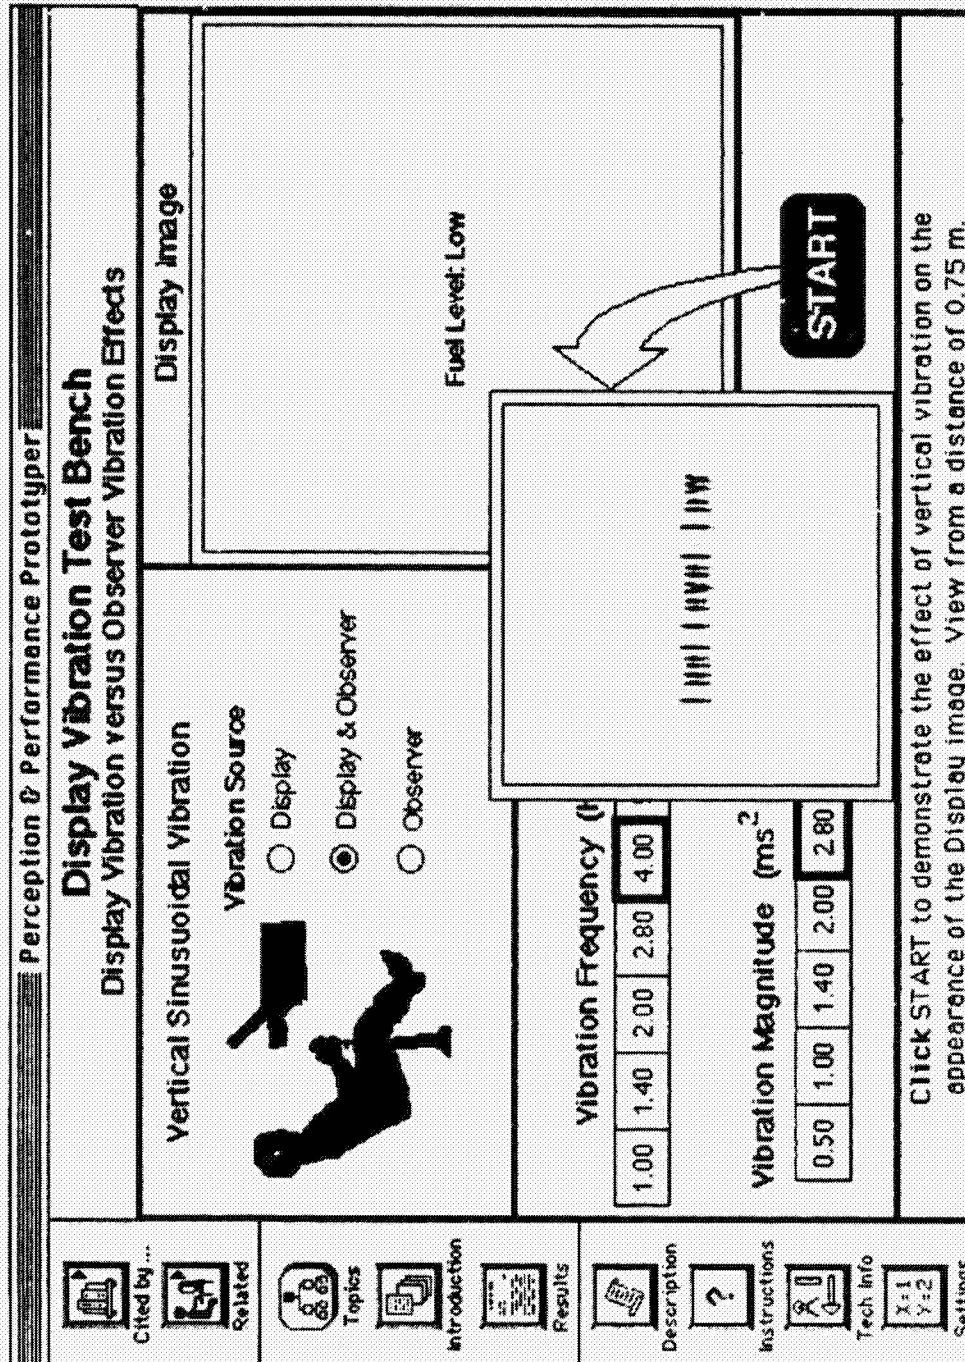 Perception & Performance Prototyper
Display Vibration Test Bench
Display Vibration versus Observer Vibration Effects
Cited by...
Related
Topics
Introduction
Results
Description
?
Instructions
Tech Info
X=1
Y=2
Settings
Vertical Sinusuoidal Vibration
Vibration Source
Display
Display & Observer
Observer
Display Image
Fuel Level: Low
Vibration Frequency (H
1.00 1.40 2.00 2.80 4.00
Vibration Magnitude (ms-2
0.50 1.00 1.40 2.00 2.80
START
Click START to demonstrate the effect of vertical vibration on the
appearance of the Display image. View from a distance of 0.75 m.